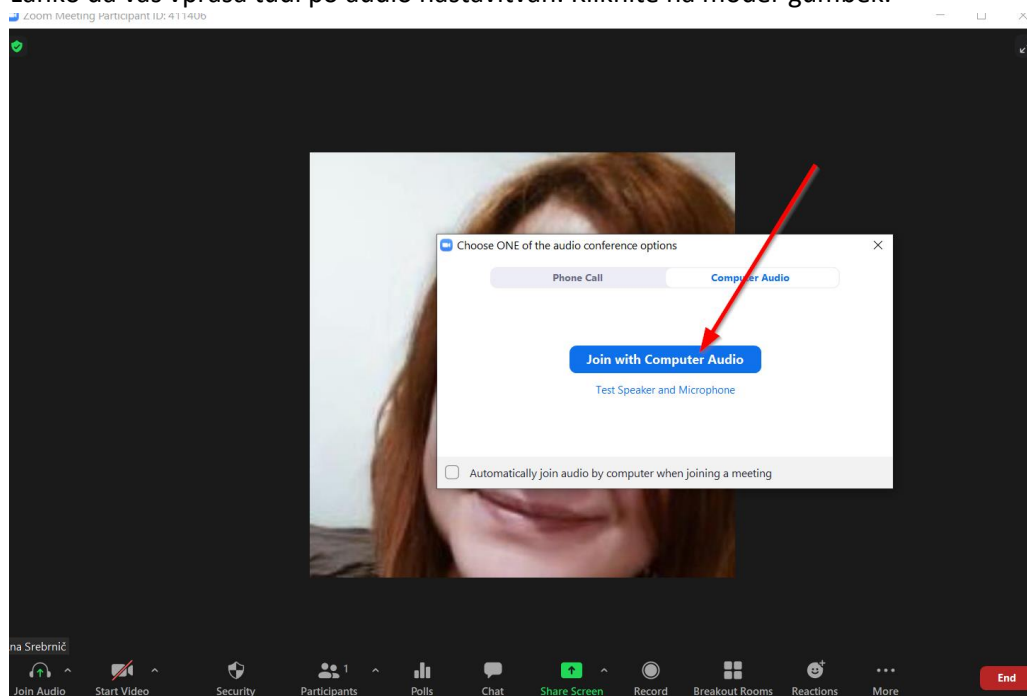 Lahko da vas vpraša tudi po audio nastavitvah. Kliknite na moder gumbek.
Zoom Meeting Participant ID: 411406
Choose ONE of the audio conference options
Phone Call Computer Audio
Join with Computer Audio
Test Speaker and Microphone
Automatically join audio by computer when joining a meeting
na Srebrnič
1
Join Audio Start Video Security Participants Polls Chat Share Screen Record Breakout Rooms Reactions More End